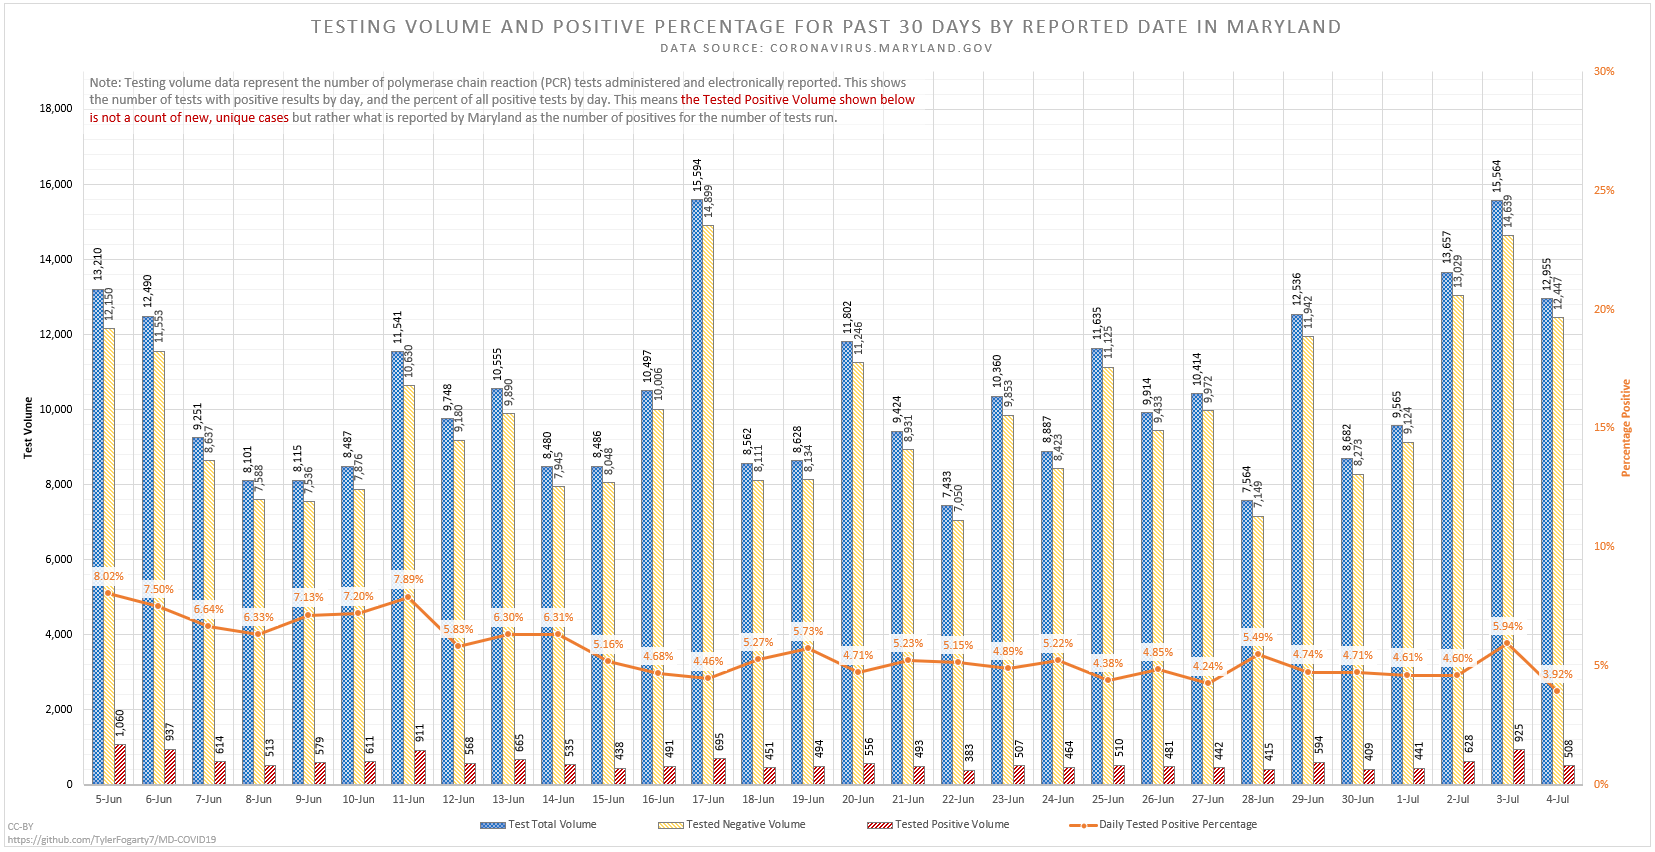 TESTING VOLUME AND POSITIVE PERCENTAGE FOR PAST 30 DAYS BY REPORTED DATE IN MARYLAND
DATA SOURCE: CORONAVIRUS.MARYLAND.GOV
Note: Testing volume data represent the number of polymerase chain reaction (PCR) tests administered and electronically reported. This shows
the number of tests with positive results by day, and the percent of all positive tests by day. This means the Tested Positive Volume shown below
is not a count of new, unique cases but rather what is reported by Maryland as the number of positives for the number of tests run.
Test Volume
18,000
16,000
14,000
12,000
10,000
8,000
6,000
4,000
2,000
0
30%
25%
20%
15%
10%
5%
0%
Percentage Positive
13,210 12,150 8.02% 1,060
12,490 11,553 7.50% 937
9,251 8,637 6.64% 614
8,101 7,588 6.33% 513
8,115 7,536 7.13% 579
8,487 7,876 7.20% 611
11,541 10,630 7.89% 911
9,748 9,180 5.83% 568
10,555 9,890 6.30% 665
8,480 7,945 6.31% 535
8,486 8,048 5.16% 438
10,497 10,006 4.68% 491
15,594 14,899 4.46% 695
8,562 8,111 5.27% 451
8,628 8,134 5.73% 494
11,802 11,246 4.71% 556
9,424 8,931 5.23% 493
7,433 7,050 5.15% 383
10,360 9,853 4.89% 507
8,887 8,423 5.22% 464
11,635 11,125 4.38% 510
9,914 9,433 4.85% 481
10,414 9,972 4.24% 442
7,564 7,149 5.49% 415
12,536 11,942 4.74% 594
8,682 8,273 4.71% 409
9,565 9,124 4.61% 441
13,657 13,029 4.60% 628
15,564 14,639 5.94% 925
12,955 12,447 3.92% 508
5-Jun 6-Jun 7-Jun 8-Jun 9-Jun 10-Jun 11-Jun 12-Jun 13-Jun 14-Jun 15-Jun 16-Jun 17-Jun 18-Jun 19-Jun 20-Jun 21-Jun 22-Jun 23-Jun 24-Jun 25-Jun 26-Jun 27-Jun 28-Jun 29-Jun 30-Jun 1-Jul 2-Jul 3-Jul 4-Jul
Test Total Volume Tested Negative Volume Tested Positive Volume Daily Tested Positive Percentage
CC-BY
https://github.com/TylerFogarty7/MD-COVID19